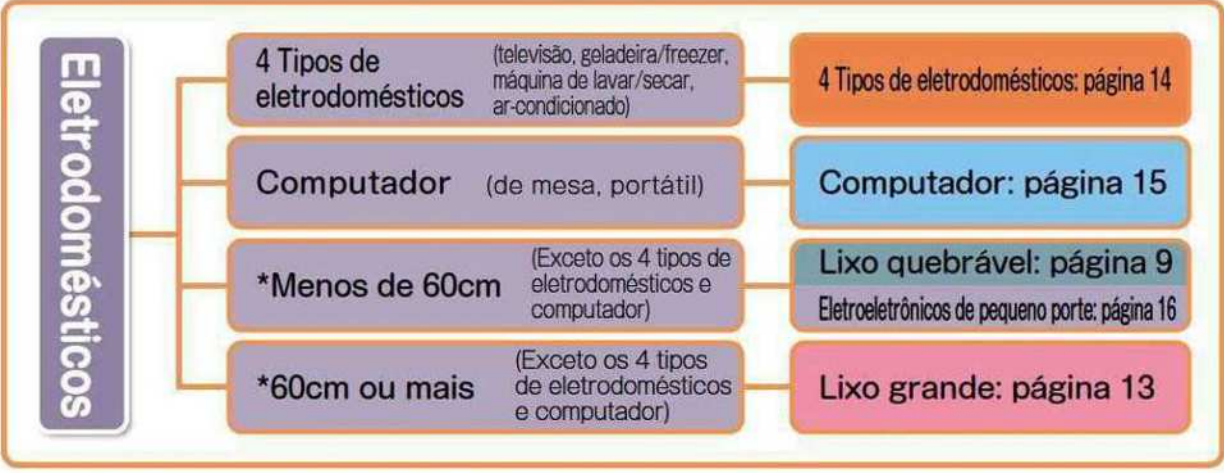 Eletrodomésticos
4 Tipos de
eletrodomésticos
(televisão, geladeira/freezer,
máquina de lavar/secar,
ar-condicionado)
4 Tipos de eletrodomésticos: página 14
Computador (de mesa, portátil)
Computador: página 15
*Menos de 60cm
(Exceto os 4 tipos de
eletrodomésticos e
computador)
Lixo quebrável: página 9
Eletroeletrônicos de pequeno porte: página 16
*60cm ou mais
(Exceto os 4 tipos
de eletrodomésticos
e computador)
Lixo grande: página 13